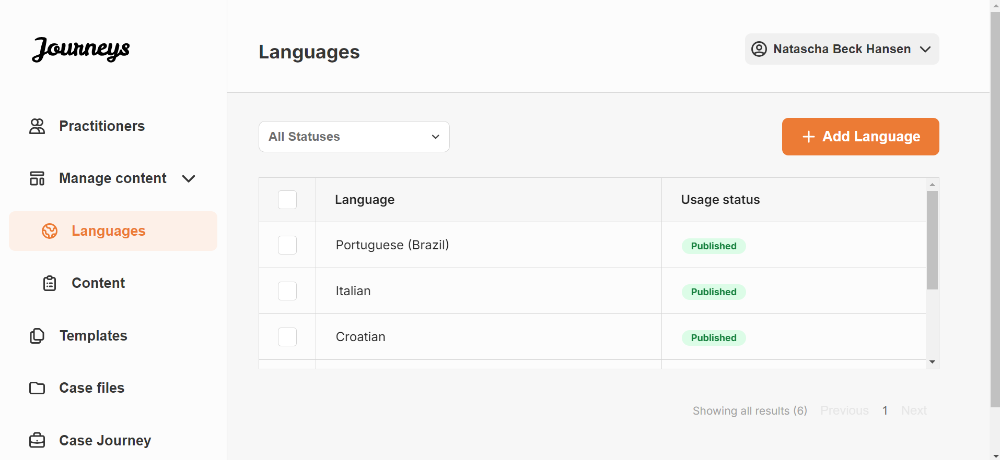 Journeys
Languages
Natascha Beck Hansen
Practitioners
Manage content
Languages
Content
Templates
Case files
Case Journey
All Statuses
Add Language
Language Usage status
Portuguese (Brazil) Published
Italian Published
Croatian Published
Showing all results (6) Previous 1 Next